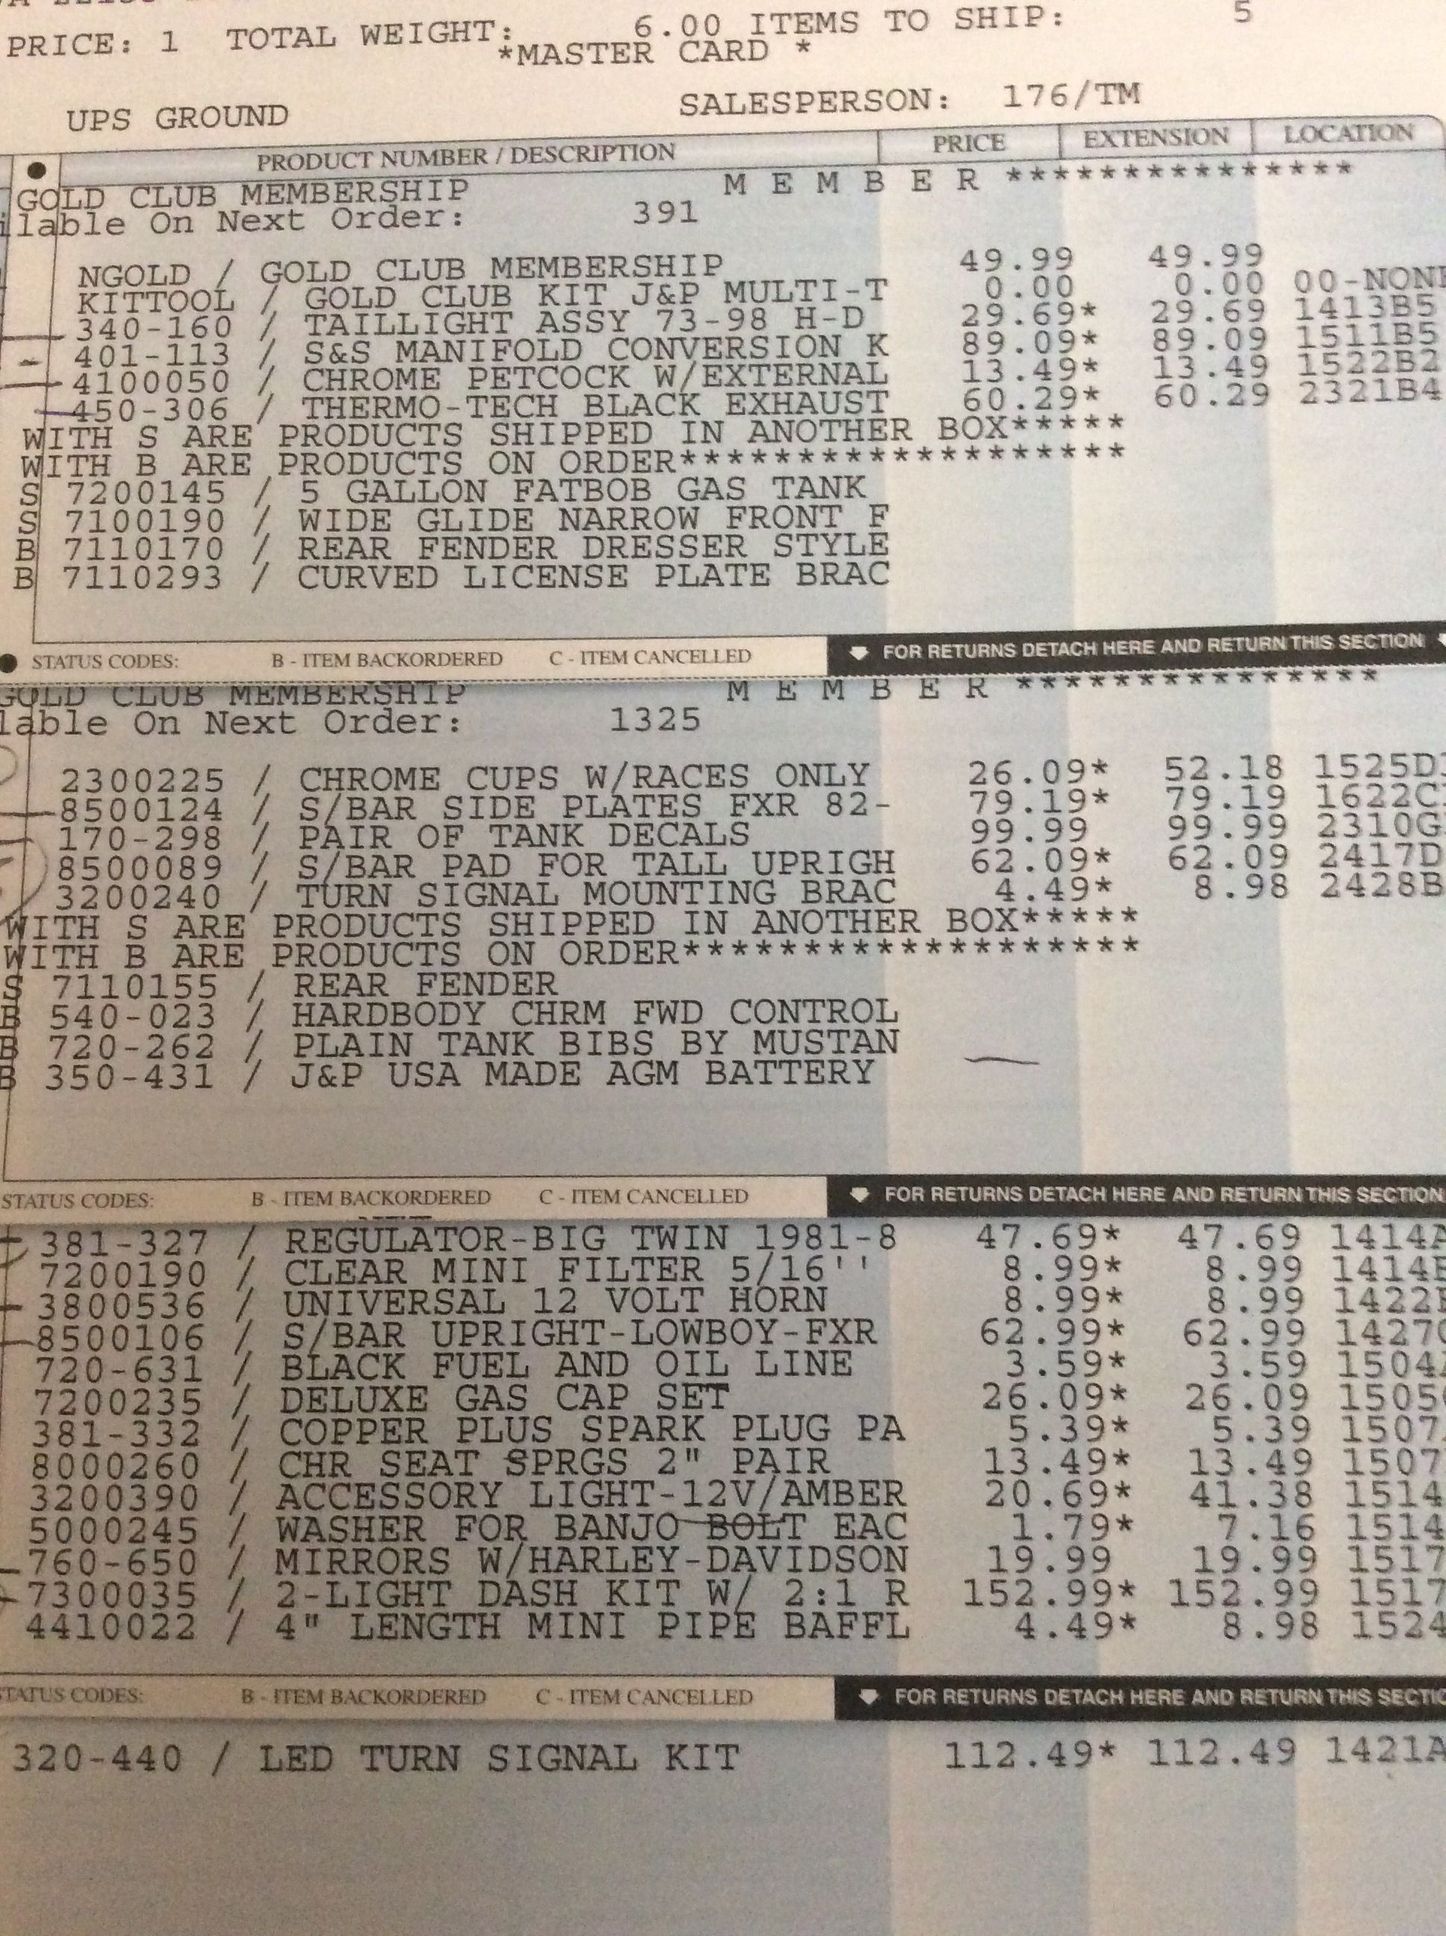 PRICE: 1 TOTAL WEIGHT: 6.00 ITEMS TO SHIP: 5
*MASTER CARD *
UPS GROUND SALESPERSON: 176/TM
PRODUCT NUMBER / DESCRIPTION PRICE EXTENSION LOCATION
GOLD CLUB MEMBERSHIP M E M B E R ***************
ilable On Next Order: 391
NGOLD / GOLD CLUB MEMBERSHIP 49.99 49.99
KITTOOL / GOLD CLUB KIT J&P MULTI-T 0.00 0.00 00-NONE
340-160 / TAILLIGHT ASSY 73-98 H-D 29.69* 29.69 1413B5
401-113 / S&S MANIFOLD CONVERSION K 89.09* 89.09 1511B5
4100050 / CHROME PETCOCK W/EXTERNAL 13.49* 13.49 1522B2
450-306 / THERMO-TECH BLACK EXHAUST 60.29* 60.29 2321B4
WITH S ARE PRODUCTS SHIPPED IN ANOTHER BOX*****
WITH B ARE PRODUCTS ON ORDER*******************
S 7200145 / 5 GALLON FATBOB GAS TANK
S 7100190 / WIDE GLIDE NARROW FRONT F
B 7110170 / REAR FENDER DRESSER STYLE
B 7110293 / CURVED LICENSE PLATE BRAC
STATUS CODES: B - ITEM BACKORDERED C - ITEM CANCELLED FOR RETURNS DETACH HERE AND RETURN THIS SECTION
GOLD CLUB MEMBERSHIP M E M B E R ***************
lable On Next Order: 1325
2300225 / CHROME CUPS W/RACES ONLY 26.09* 52.18 1525D
8500124 / S/BAR SIDE PLATES FXR 82- 79.19* 79.19 1622C
170-298 / PAIR OF TANK DECALS 99.99 99.99 2310G
8500089 / S/BAR PAD FOR TALL UPRIGH 62.09* 62.09 2417D
3200240 / TURN SIGNAL MOUNTING BRAC 4.49* 8.98 2428B
WITH S ARE PRODUCTS SHIPPED IN ANOTHER BOX*****
WITH B ARE PRODUCTS ON ORDER*******************
S 7110155 / REAR FENDER
B 540-023 / HARDBODY CHRM FWD CONTROL
B 720-262 / PLAIN TANK BIBS BY MUSTAN
B 350-431 / J&P USA MADE AGM BATTERY
STATUS CODES: B - ITEM BACKORDERED C - ITEM CANCELLED FOR RETURNS DETACH HERE AND RETURN THIS SECTION
381-327 / REGULATOR-BIG TWIN 1981-8 47.69* 47.69 1414A
7200190 / CLEAR MINI FILTER 5/16'' 8.99* 8.99 1414
3800536 / UNIVERSAL 12 VOLT HORN 8.99* 8.99 1422
8500106 / S/BAR UPRIGHT-LOWBOY-FXR 62.99* 62.99 1427
720-631 / BLACK FUEL AND OIL LINE 3.59* 3.59 1504
7200235 / DELUXE GAS CAP SET 26.09* 26.09 1505
381-332 / COPPER PLUS SPARK PLUG PA 5.39* 5.39 1507
8000260 / CHR SEAT SPRGS 2" PAIR 13.49* 13.49 1507
3200390 / ACCESSORY LIGHT-12V/AMBER 20.69* 41.38 1514
5000245 / WASHER FOR BANJO BOLT EAC 1.79* 7.16 1514
760-650 / MIRRORS W/HARLEY-DAVIDSON 19.99 19.99 1517
7300035 / 2-LIGHT DASH KIT W/ 2:1 R 152.99* 152.99 1517
4410022 / 4" LENGTH MINI PIPE BAFFL 4.49* 8.98 1524
STATUS CODES: B - ITEM BACKORDERED C - ITEM CANCELLED FOR RETURNS DETACH HERE AND RETURN THIS SECTIO
320-440 / LED TURN SIGNAL KIT 112.49* 112.49 1421A